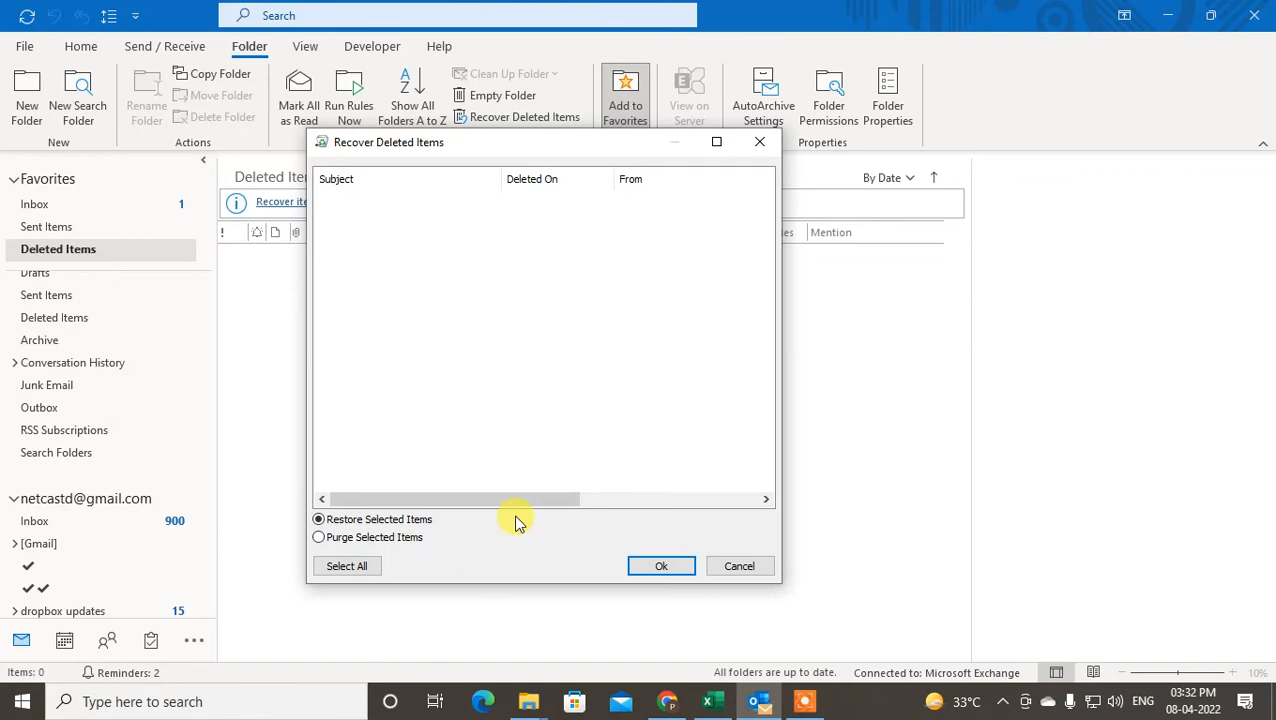 Search
File Home Send / Receive Folder View Developer Help
New Folder
New Search Folder
Rename Folder
Copy Folder
Move Folder
Delete Folder
Mark All as Read
Run Rules Now
Show All Folders A to Z
Clean Up Folder
Empty Folder
Recover Deleted Items
Add to Favorites
View on Server
AutoArchive Settings
Folder Permissions
Folder Properties
New
Actions
Properties
Favorites
Inbox 1
Sent Items
Deleted Items
Drafts
Sent Items
Deleted Items
Archive
Conversation History
Junk Email
Outbox
RSS Subscriptions
Search Folders
netcastd@gmail.com
Inbox 900
[Gmail]
dropbox updates 15
Deleted Iter
By Date
Recover ite
! ies Mention
Recover Deleted Items
Subject Deleted On From
Restore Selected Items
Purge Selected Items
Select All Ok Cancel
Items: 0 Reminders: 2 All folders are up to date. Connected to: Microsoft Exchange 10%
Type here to search
33°C ENG 03:32 PM
08-04-2022